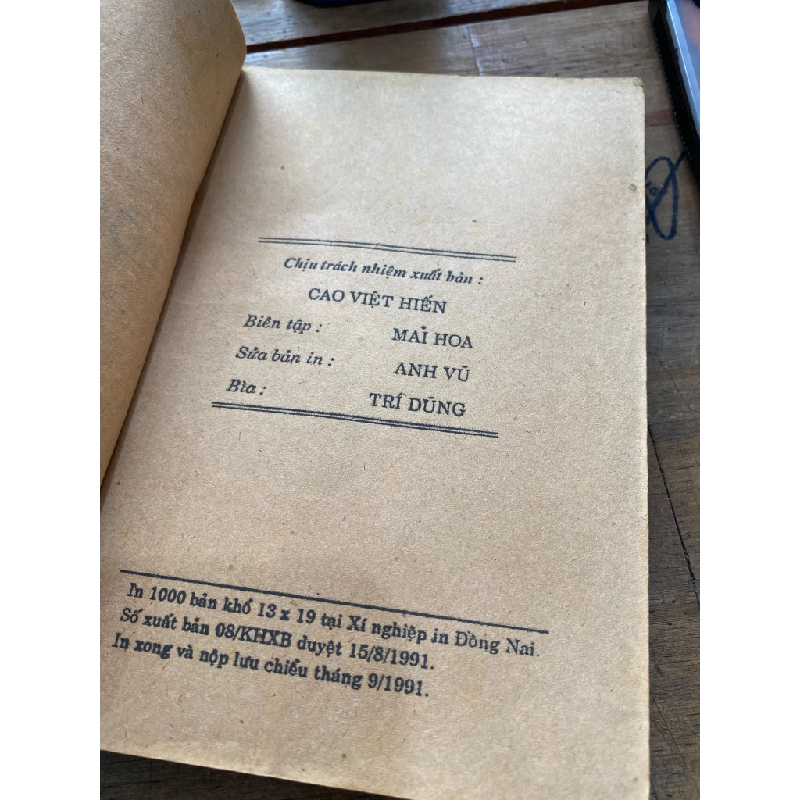 Chịu trách nhiệm xuất bản :
CAO VIỆT HIẾN
Biên tập : MAI HOA
Sửa bản in : ANH VŨ
Bìa : TRÍ DŨNG
In 1000 bản khổ 13 x 19 tại Xí nghiệp in Đồng Nai.
Số xuất bản 08/KHXB duyệt 15/8/1991.
In xong và nộp lưu chiểu tháng 9/1991.